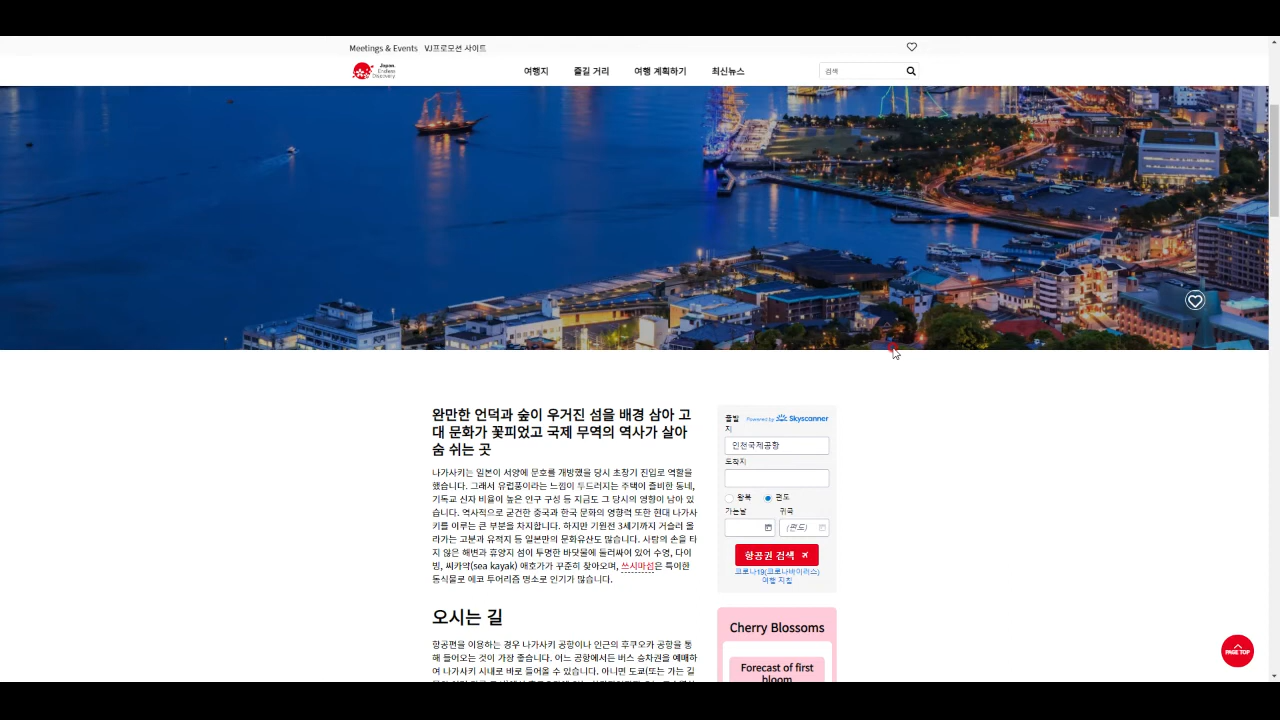 Meetings & Events VJ프로모션 사이트
Japan.
Endless
Discovery.
여행지 즐길 거리 여행 계획하기 최신뉴스
검색
완만한 언덕과 숲이 우거진 섬을 배경 삼아 고
대 문화가 꽃피었고 국제 무역의 역사가 살아
숨 쉬는 곳
나가사키는 일본이 서양에 문호를 개방했을 당시 초창기 진입로 역할을
했습니다. 그래서 유럽풍이라는 느낌이 두드러지는 주택이 즐비한 동네,
기독교 신자 비율이 높은 인구 구성 등 지금도 그 당시의 영향이 남아 있
습니다. 역사적으로 굳건한 중국과 한국 문화의 영향력 또한 현대 나가사
키를 이루는 큰 부분을 차지합니다. 하지만 기원전 3세기까지 거슬러 올
라가는 고분과 유적지 등 일본만의 문화유산도 많습니다. 사람의 손을 타
지 않은 해변과 휴양지 섬이 투명한 바닷물에 둘러싸여 있어 수영, 다이
빙, 씨카약(sea kayak) 애호가가 꾸준히 찾아오며, 쓰시마섬은 특이한
동식물로 에코 투어리즘 명소로 인기가 많습니다.
오시는 길
항공편을 이용하는 경우 나가사키 공항이나 인근의 후쿠오카 공항을 통
해 들어오는 것이 가장 좋습니다. 어느 공항에서든 버스 승차권을 예매하
여 나가사키 시내로 바로 들어올 수 있습니다. 아니면 도쿄(또는 가는 길
출발
지
Powered by Skyscanner
인천국제공항
도착지
왕복 편도
가는날 귀국
(편도)
항공권 검색
코로나19(코로나바이러스)
여행 지침
Cherry Blossoms
Forecast of first
bloom
PAGE TOP